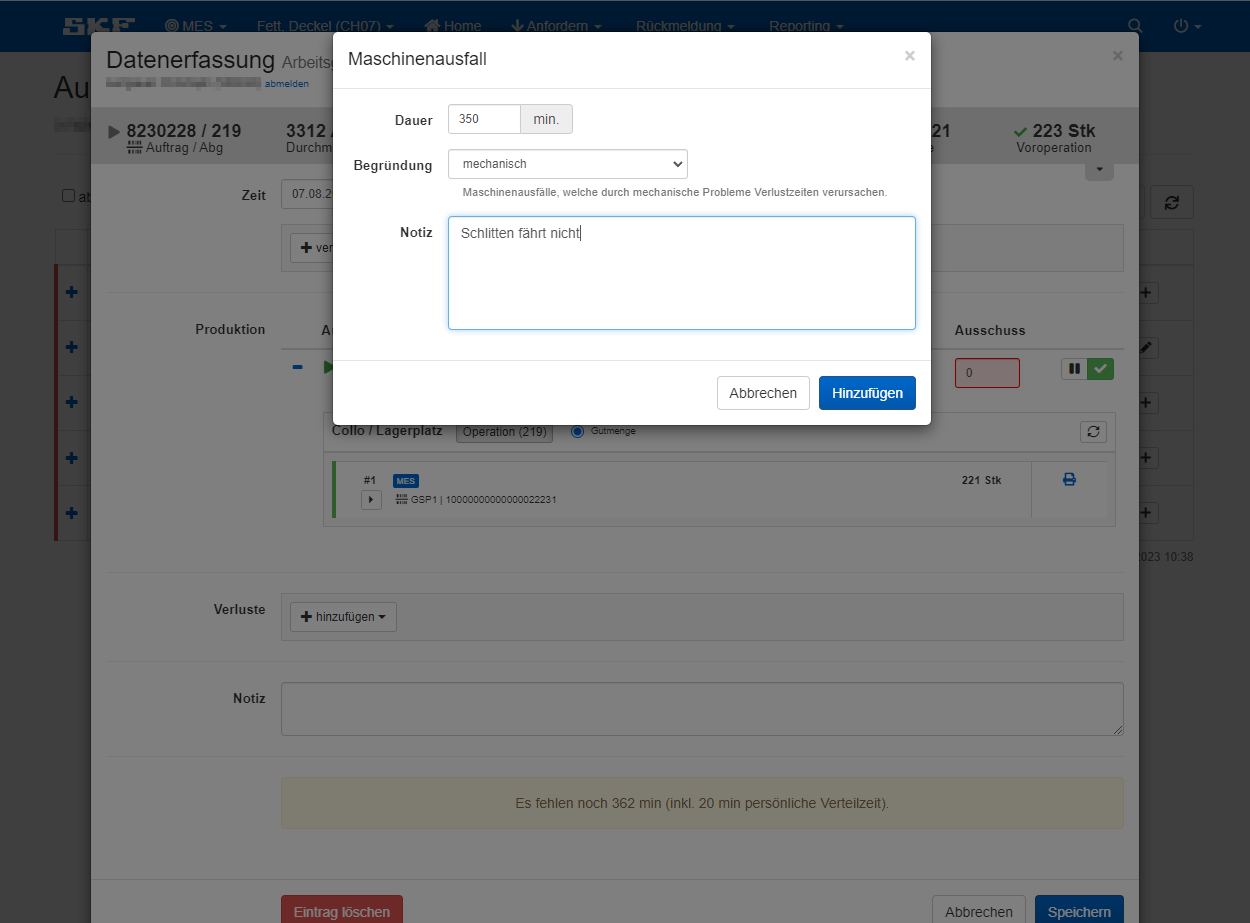 SKF MES Fett, Deckel (CH07) Home Anfordern Rückmeldung Reporting
Au
Datenerfassung Arbeits
abmelden
Maschinenausfall
×
×
8230228 / 219
Auftrag / Abg
3312
Durchm
21
e
223 Stk
Voroperation
Dauer
350
min.
Begründung
mechanisch
Maschinenausfälle, welche durch mechanische Probleme Verlustzeiten verursachen.
Notiz
Schlitten fährt nicht
Abbrechen
Hinzufügen
ab
Zeit
07.08.2
ver
Produktion
Ausschuss
0
Collo / Lagerplatz
Operation (219)
Gutmenge
#1
MES
221 Stk
GSP1 | 10000000000000022231
2023 10:38
Verluste
hinzufügen
Notiz
Es fehlen noch 362 min (inkl. 20 min persönliche Verteilzeit).
Eintrag löschen
Abbrechen
Speichern